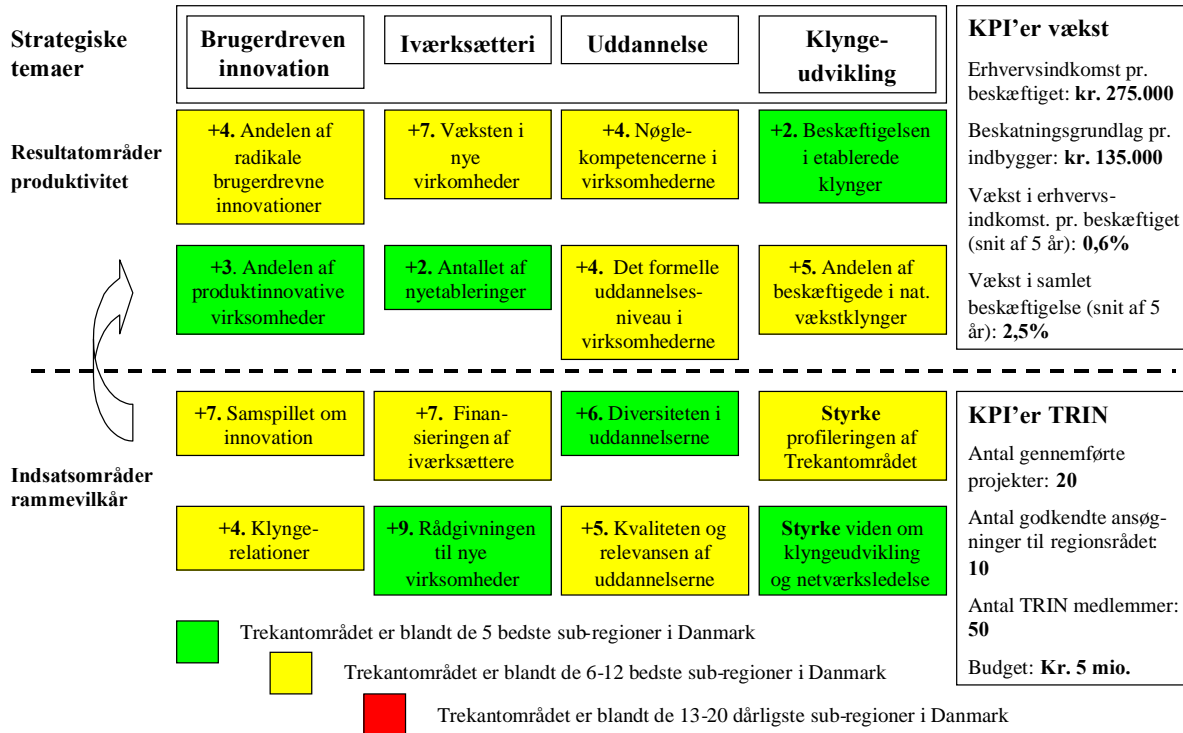 Strategiske
temaer
Brugerdreven
innovation
Iværksætteri
Uddannelse
Klynge-
udvikling
Resultatområder
produktivitet
+4. Andelen af
radikale
brugerdrevne
innovationer
+7. Væksten i
nye
virkomheder
+4. Nøgle-
kompetencerne i
virksomhederne
+2. Beskæftigelsen
i etablerede
klynger
+3. Andelen af
produktinnovative
virksomheder
+2. Antallet af
nyetableringer
+4. Det formelle
uddannelses-
niveau i
virksomhederne
+5. Andelen af
beskæftigede i nat.
vækstklynger
KPI'er vækst
Erhvervsindkomst pr.
beskæftiget: kr. 275.000
Beskatningsgrundlag pr.
indbygger: kr. 135.000
Vækst i erhvervs-
indkomst. pr. beskæftiget
(snit af 5 år): 0,6%
Vækst i samlet
beskæftigelse (snit af 5
år): 2,5%
Indsatsområder
rammevilkår
+7. Samspillet om
innovation
+7. Finan-
sieringen af
iværksættere
+6. Diversiteten i
uddannelserne
Styrke
profileringen af
Trekantområdet
+4. Klynge-
relationer
+9. Rådgivningen
til nye
virksomheder
+5. Kvaliteten og
relevansen af
uddannelserne
Styrke viden om
klyngeudvikling
og netværksledelse
KPI'er TRIN
Antal gennemførte
projekter: 20
Antal godkendte ansøg-
ninger til regionsrådet:
10
Antal TRIN medlemmer:
50
Budget: Kr. 5 mio.
Trekantområdet er blandt de 5 bedste sub-regioner i Danmark
Trekantområdet er blandt de 6-12 bedste sub-regioner i Danmark
Trekantområdet er blandt de 13-20 dårligste sub-regioner i Danmark